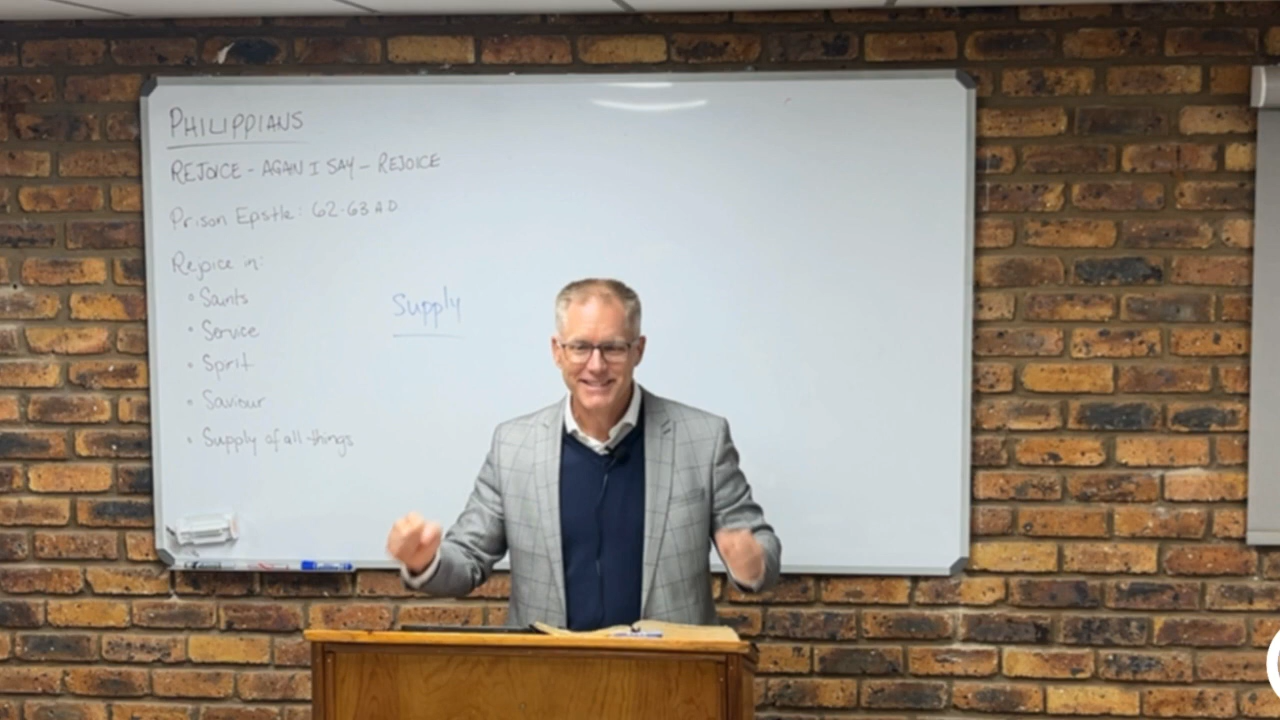 PHILIPPIANS
REJOICE - AGAIN I SAY - REJOICE
Prison Epistle: 62-63 AD
Rejoice in:
• Saints
• Service
• Sprit
• Saviour
• Supply of all things
Supply